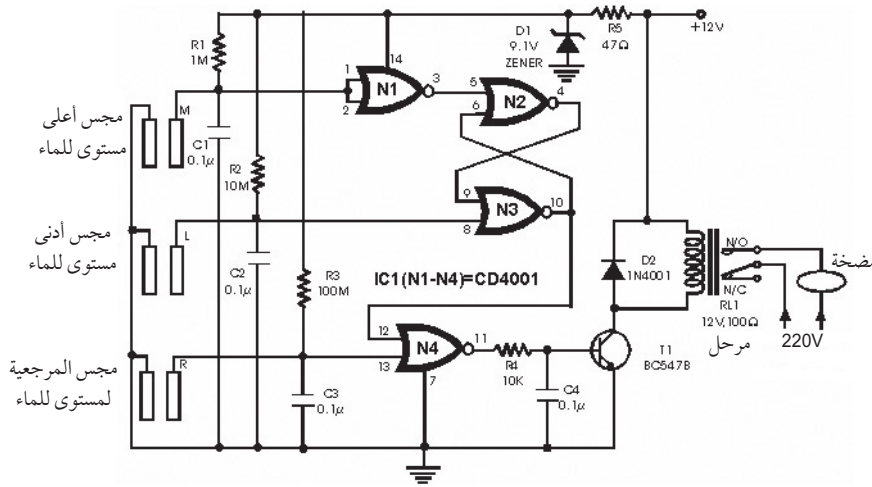 +12V
R5
47Ω
D1
9.1V
ZENER
R1
1M
14
1
2
N1
3
5
6
N2
4
مجس أعلى
مستوى للماء
M
C1
0.1µ
R2
10M
9
8
N3
10
مجس أدنى
مستوى للماء
L
C2
0.1µ
R3
100M
IC1(N1-N4)=CD4001
D2
1N4001
N/O
N/C
RL1
12V,100Ω
مرحل
مضخة
220V
مجس المرجعية
لمستوى للماء
R
12
13
N4
11
7
R4
10K
T1
BC547B
C3
0.1µ
C4
0.1µ